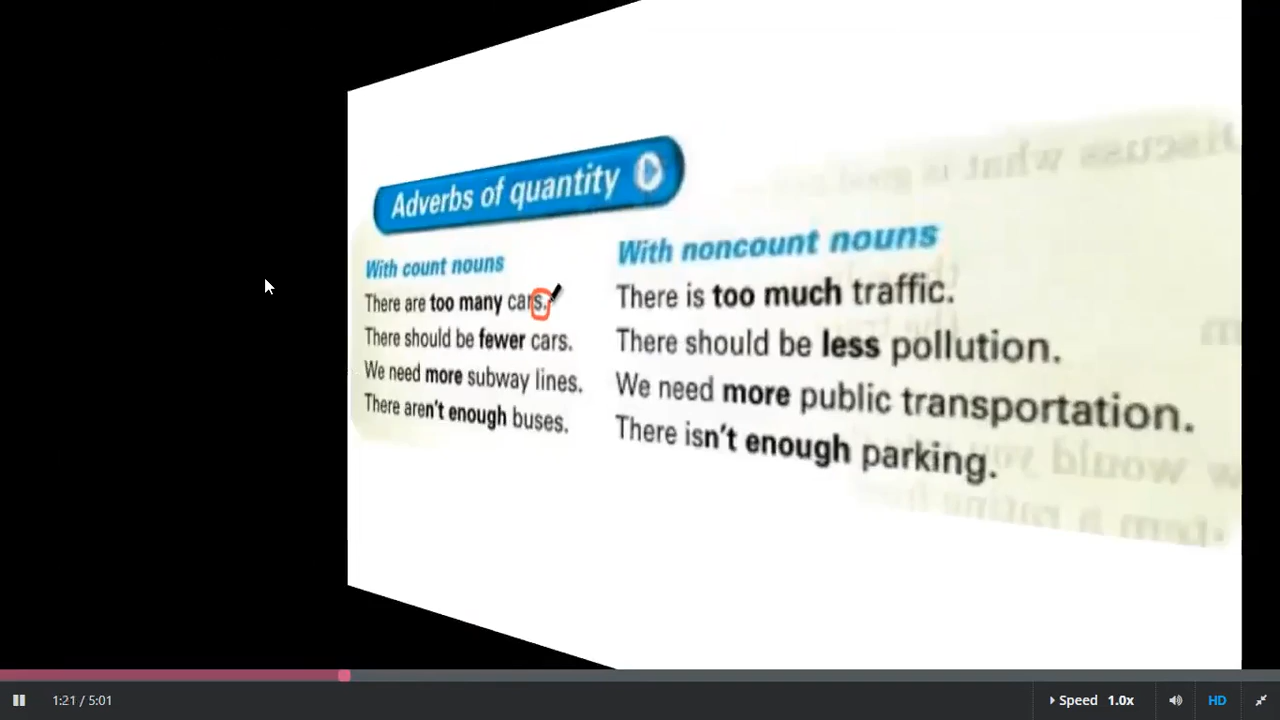 Adverbs of quantity
With count nouns
There are too many cars.
There should be fewer cars.
We need more subway lines.
There aren't enough buses.
With noncount nouns
There is too much traffic.
There should be less pollution.
We need more public transportation.
There isn't enough parking.
1:21 / 5:01
Speed 1.0x
HD